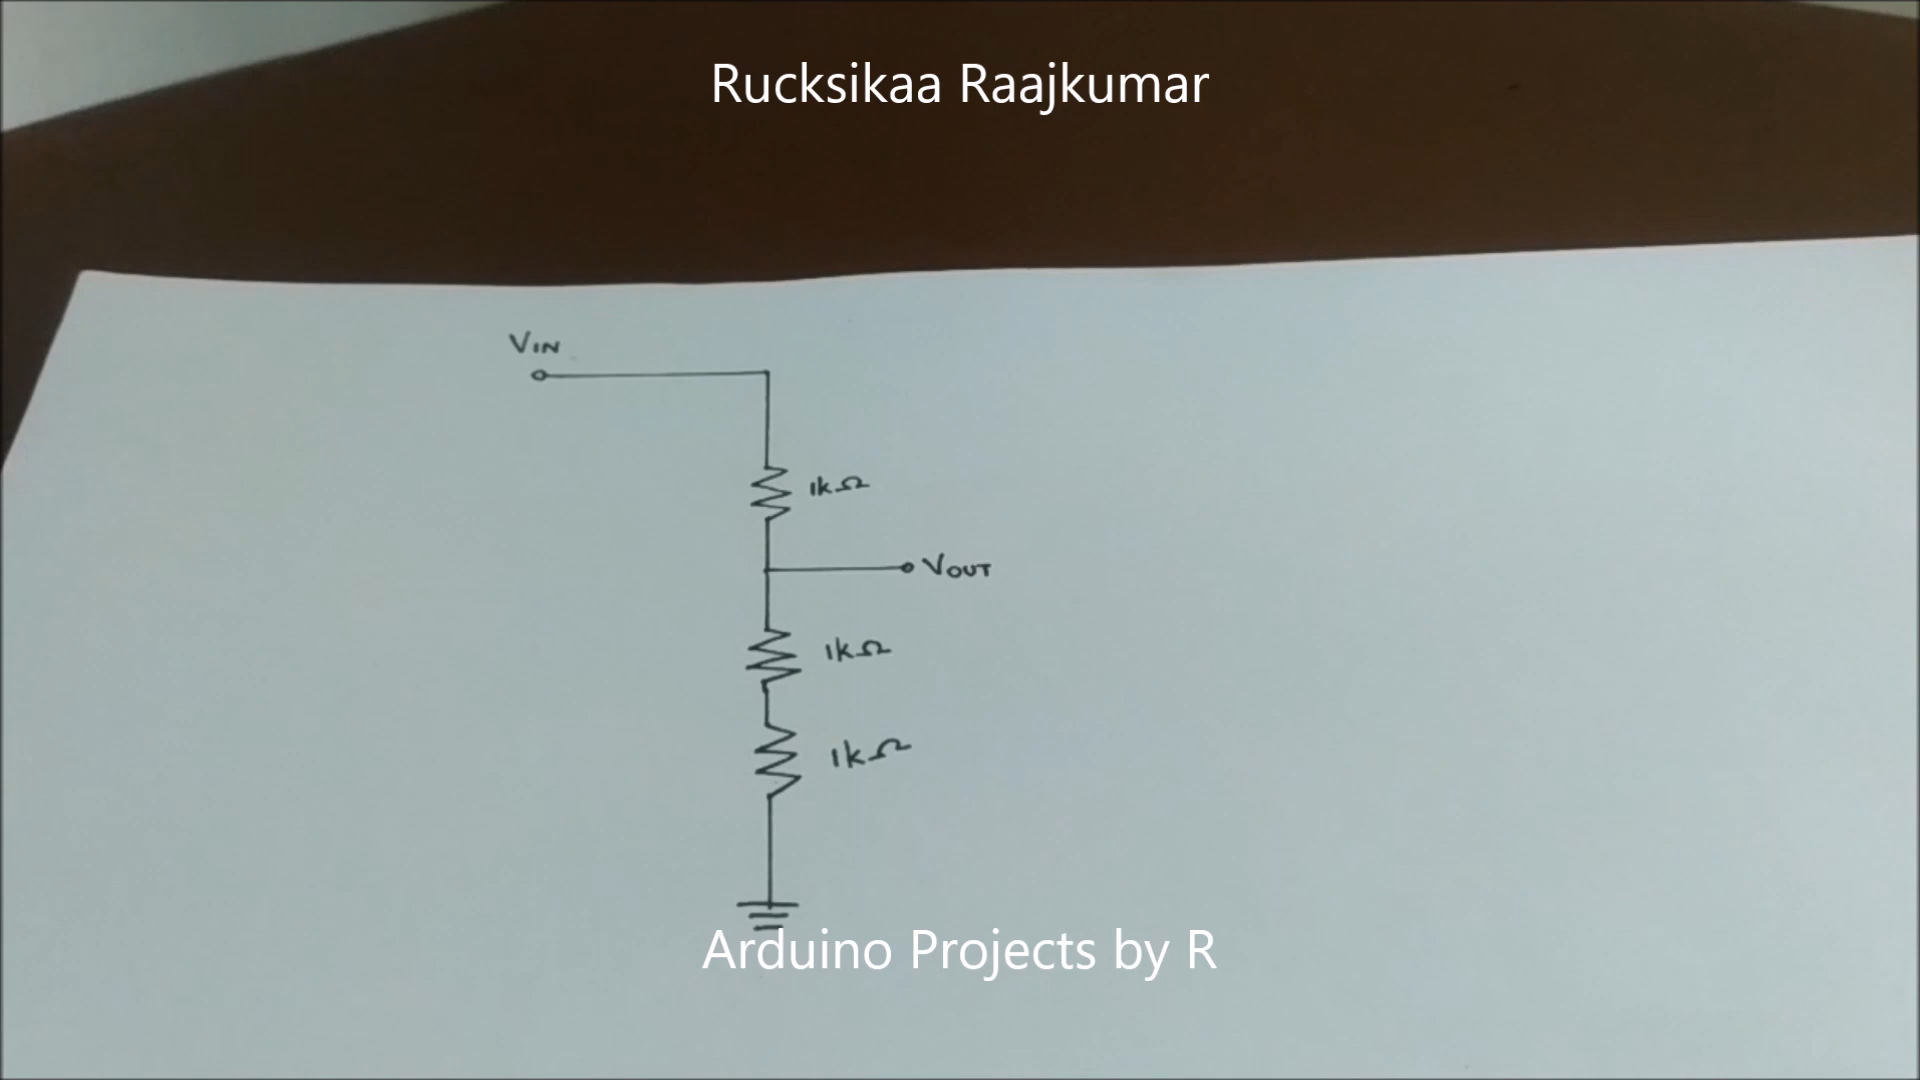 Rucksikaa Raajkumar
VIN
1kΩ
VOUT
1kΩ
1kΩ
Arduino Projects by R